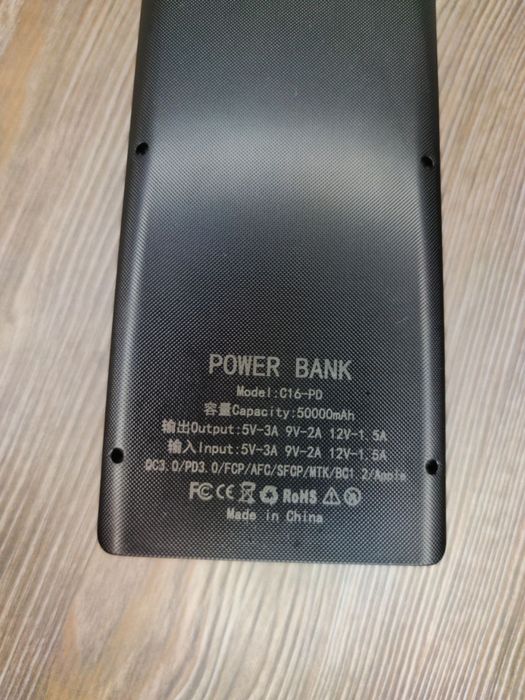 POWER BANK
Model:C16-PD
容量Capacity:50000mAh
输出Output:5V-3A 9V-2A 12V-1.5A
输入Input:5V-3A 9V-2A 12V-1.5A
QC3.0/PD3.0/FCP/AFC/SFCP/MTK/BC1.2/Apple
FC CE RoHS
Made in China